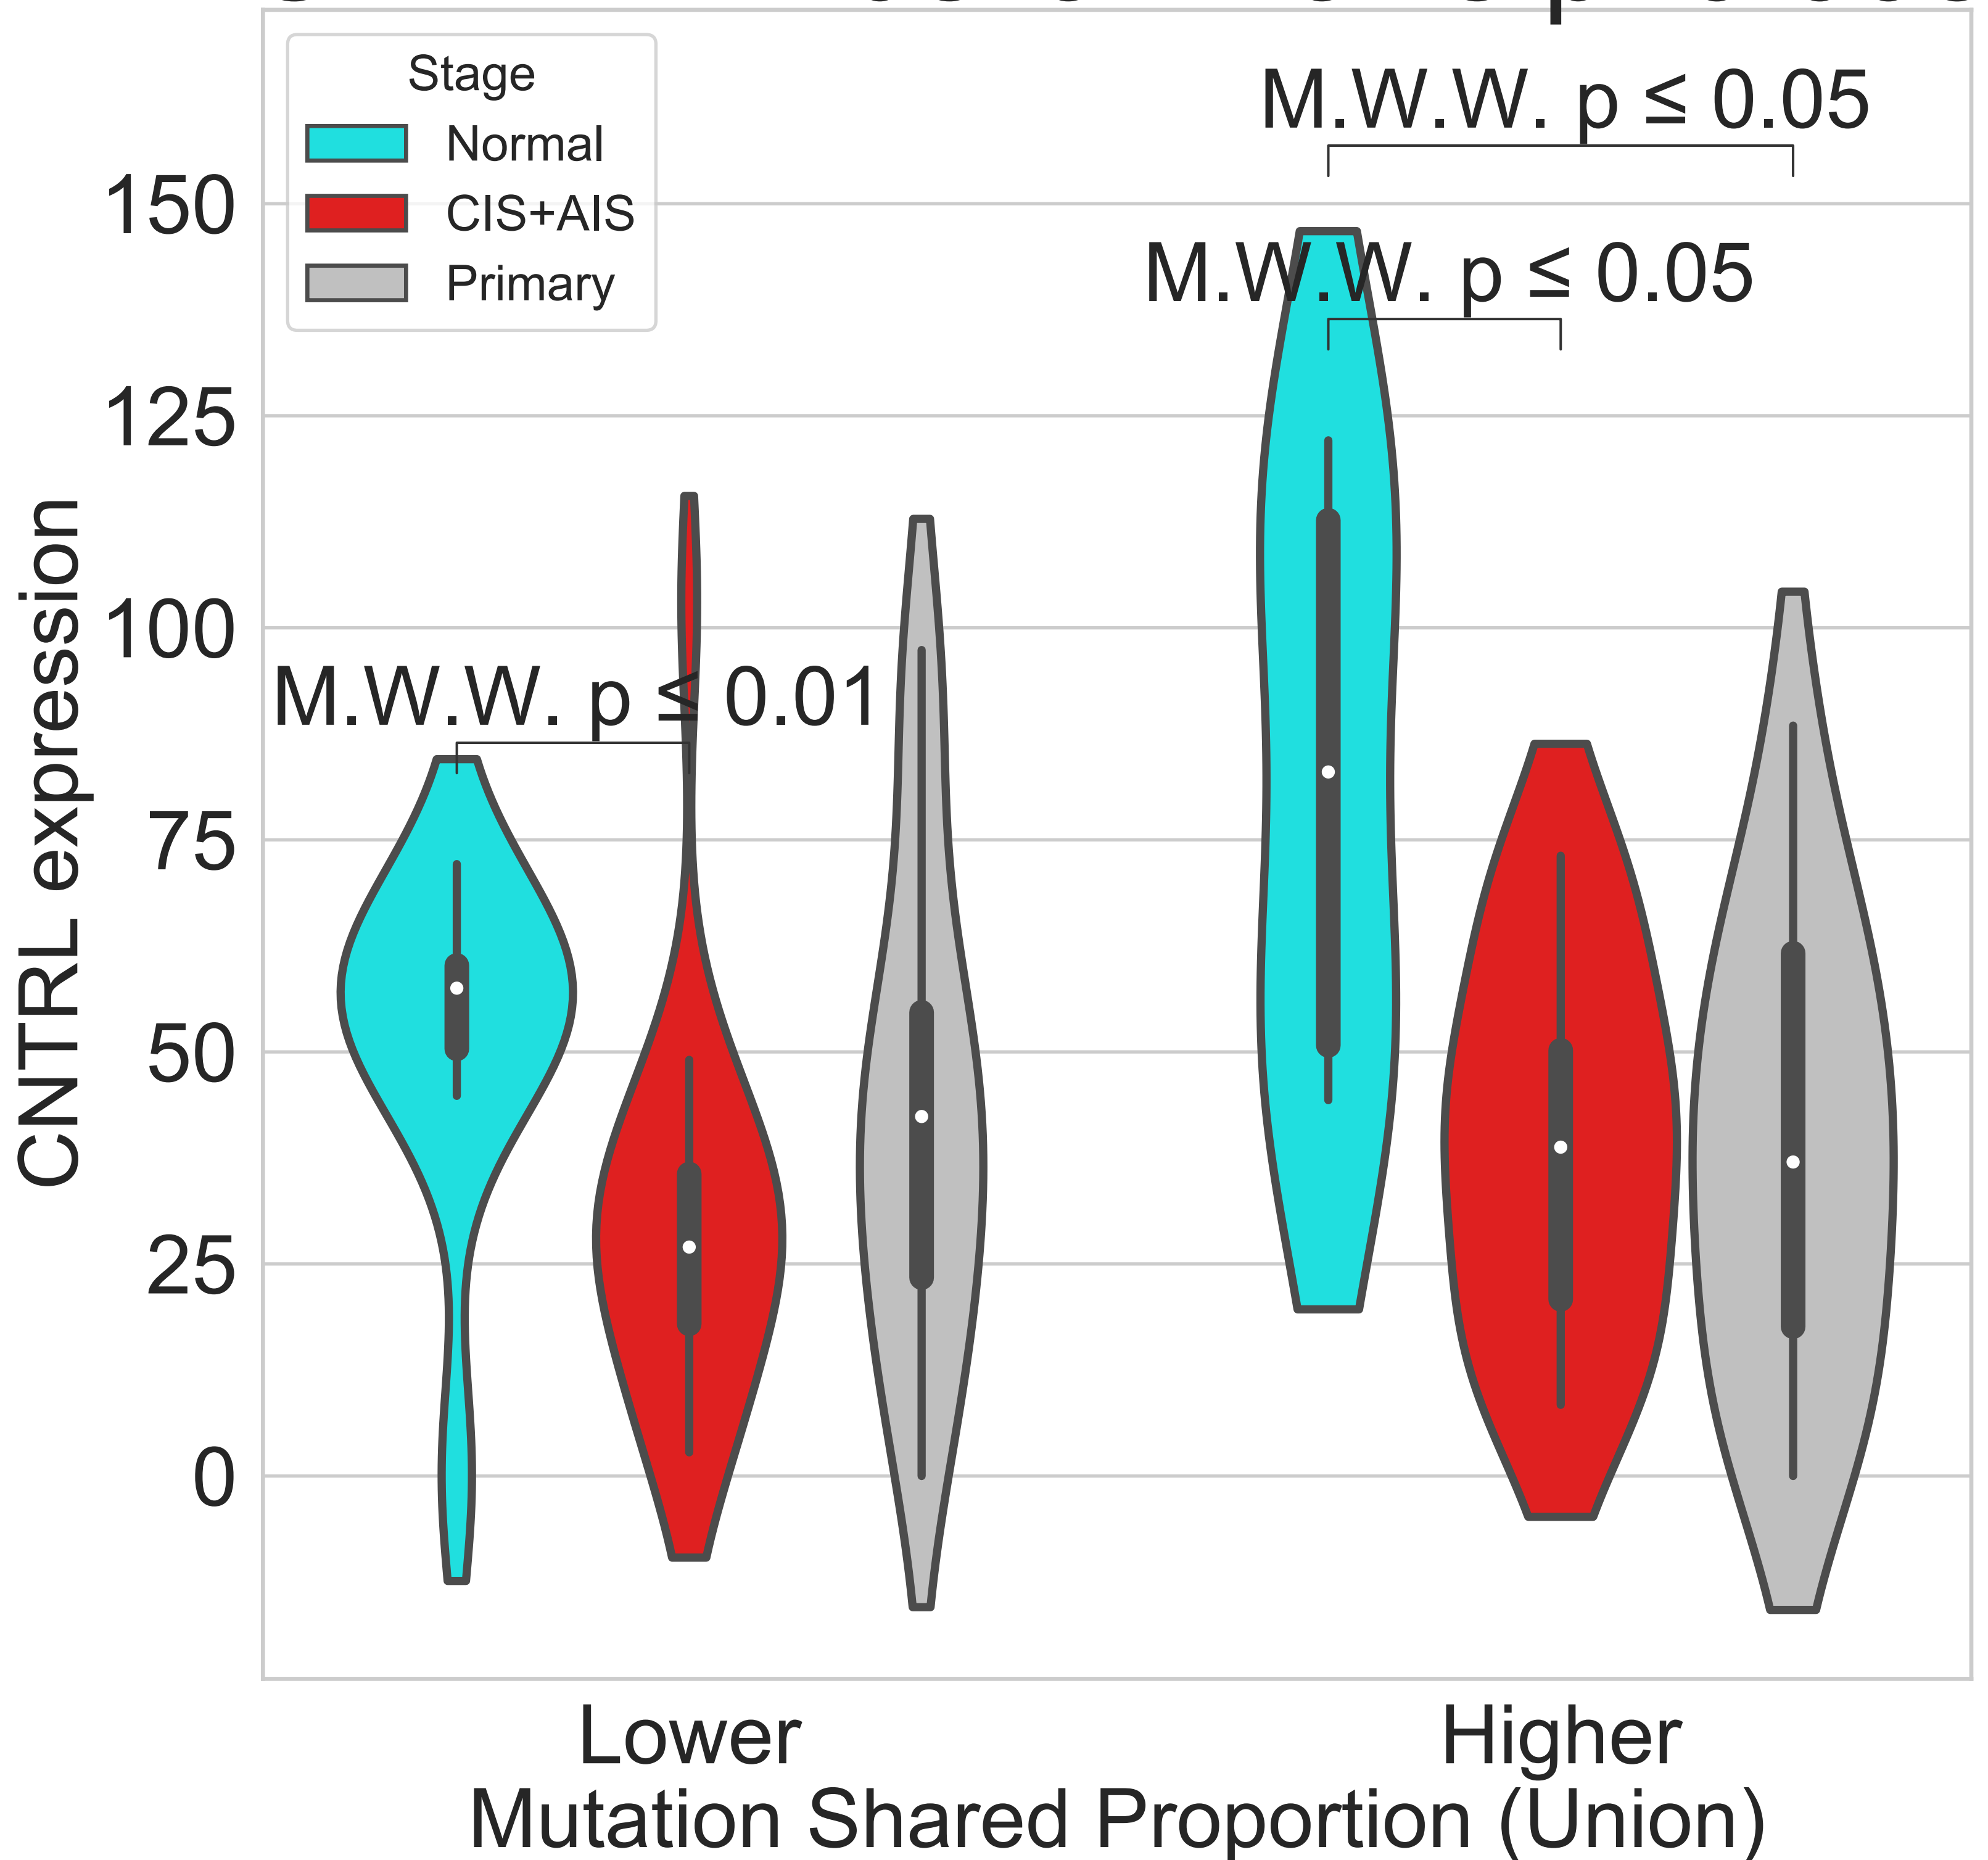 Stage
Normal
CIS+AIS
Primary
M.W.W. p ≤ 0.05
M.W.W. p ≤ 0.05
M.W.W. p ≤ 0.01
150
125
100
75
50
25
0
CNTRL expression
Lower
Higher
Mutation Shared Proportion (Union)